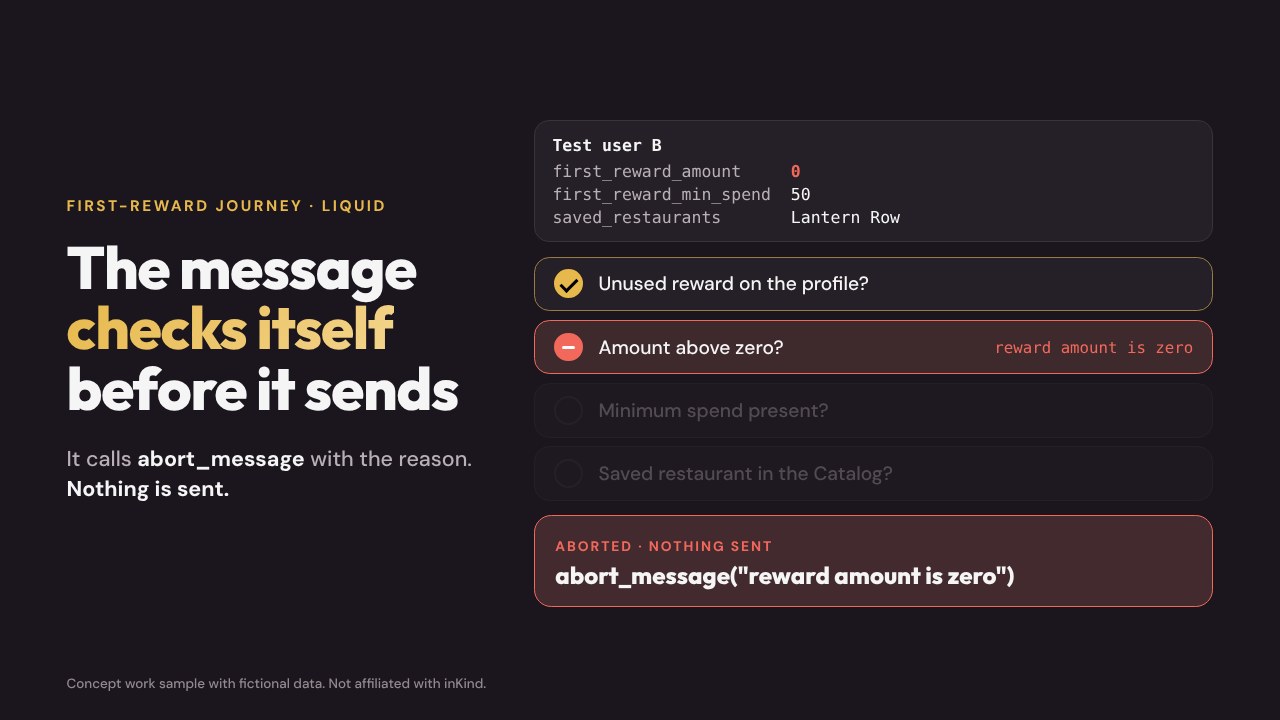 FIRST-REWARD JOURNEY · LIQUID
The message
checks itself
before it sends
It calls abort_message with the reason.
Nothing is sent.
Test user B
first_reward_amount 0
first_reward_min_spend 50
saved_restaurants Lantern Row
Unused reward on the profile?
Amount above zero? reward amount is zero
Minimum spend present?
Saved restaurant in the Catalog?
ABORTED · NOTHING SENT
abort_message("reward amount is zero")
Concept work sample with fictional data. Not affiliated with inKind.